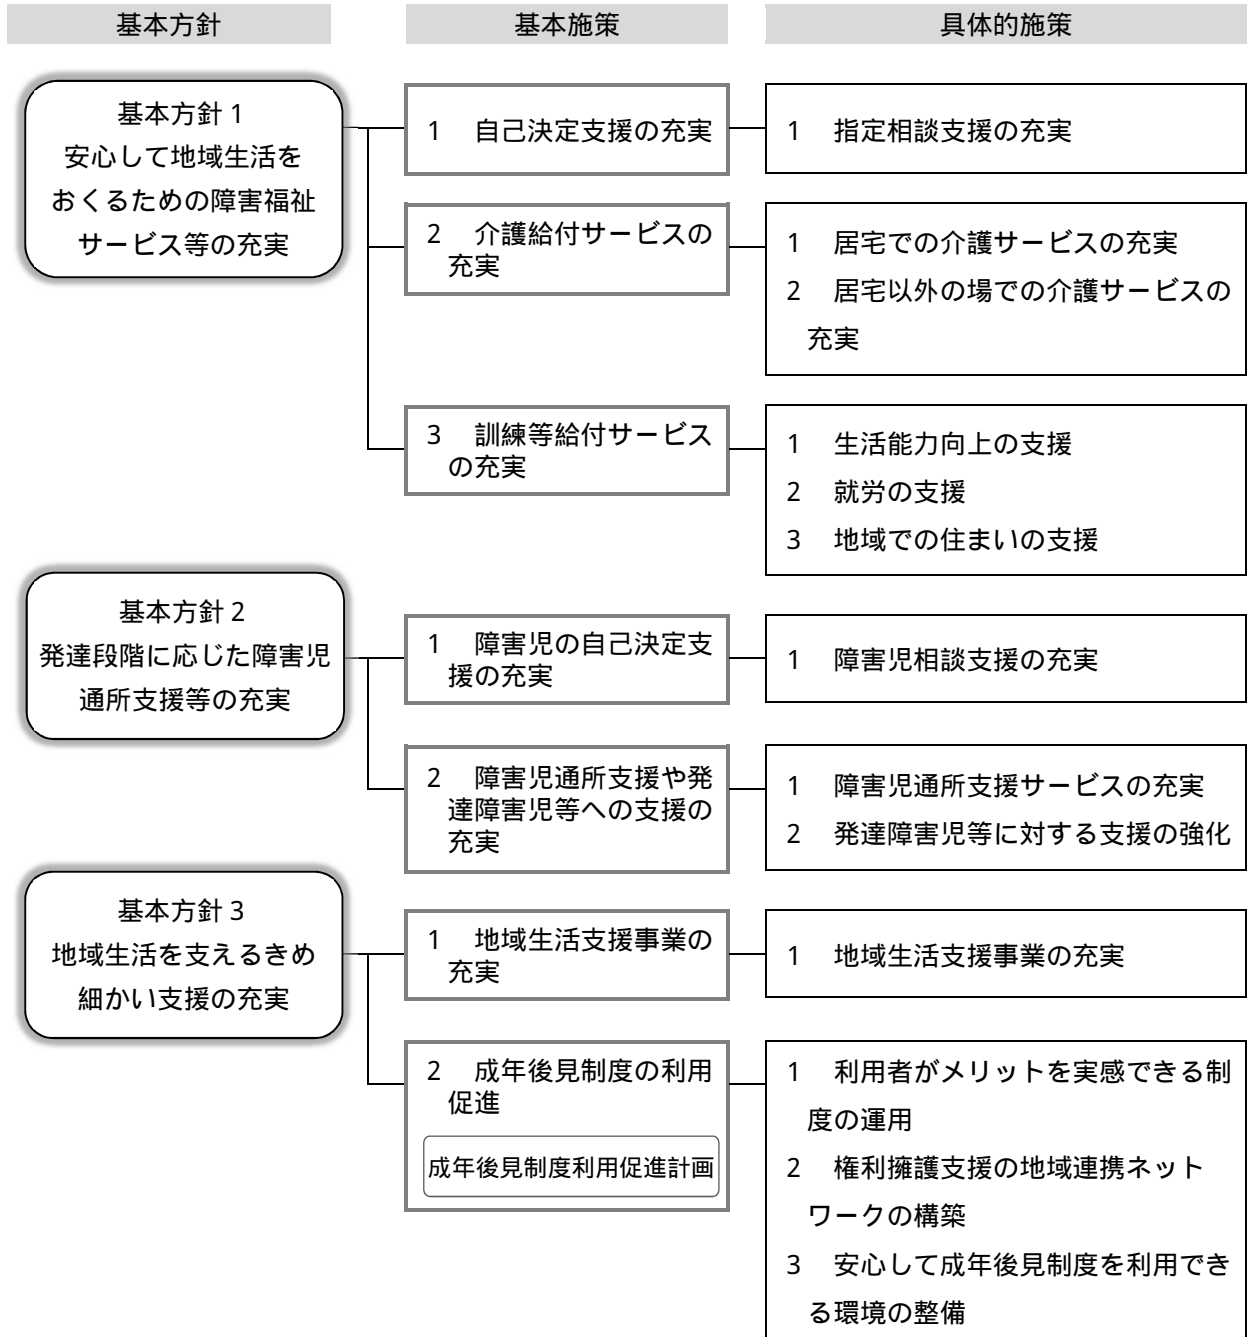 基本方針
基本施策
具体的施策
基本方針 1
安心して地域生活を
おくるための障害福祉
サービス等の充実
1 自己決定支援の充実
1 指定相談支援の充実
2 介護給付サービスの
充実
1 居宅での介護サービスの充実
2 居宅以外の場での介護サービスの
充実
3 訓練等給付サービス
の充実
1 生活能力向上の支援
2 就労の支援
3 地域での住まいの支援
基本方針 2
発達段階に応じた障害児
通所支援等の充実
1 障害児の自己決定支
援の充実
1 障害児相談支援の充実
2 障害児通所支援や発
達障害児等への支援の
充実
1 障害児通所支援サービスの充実
2 発達障害児等に対する支援の強化
基本方針 3
地域生活を支えるきめ
細かい支援の充実
1 地域生活支援事業の
充実
1 地域生活支援事業の充実
2 成年後見制度の利用
促進
成年後見制度利用促進計画
1 利用者がメリットを実感できる制
度の運用
2 権利擁護支援の地域連携ネット
ワークの構築
3 安心して成年後見制度を利用でき
る環境の整備